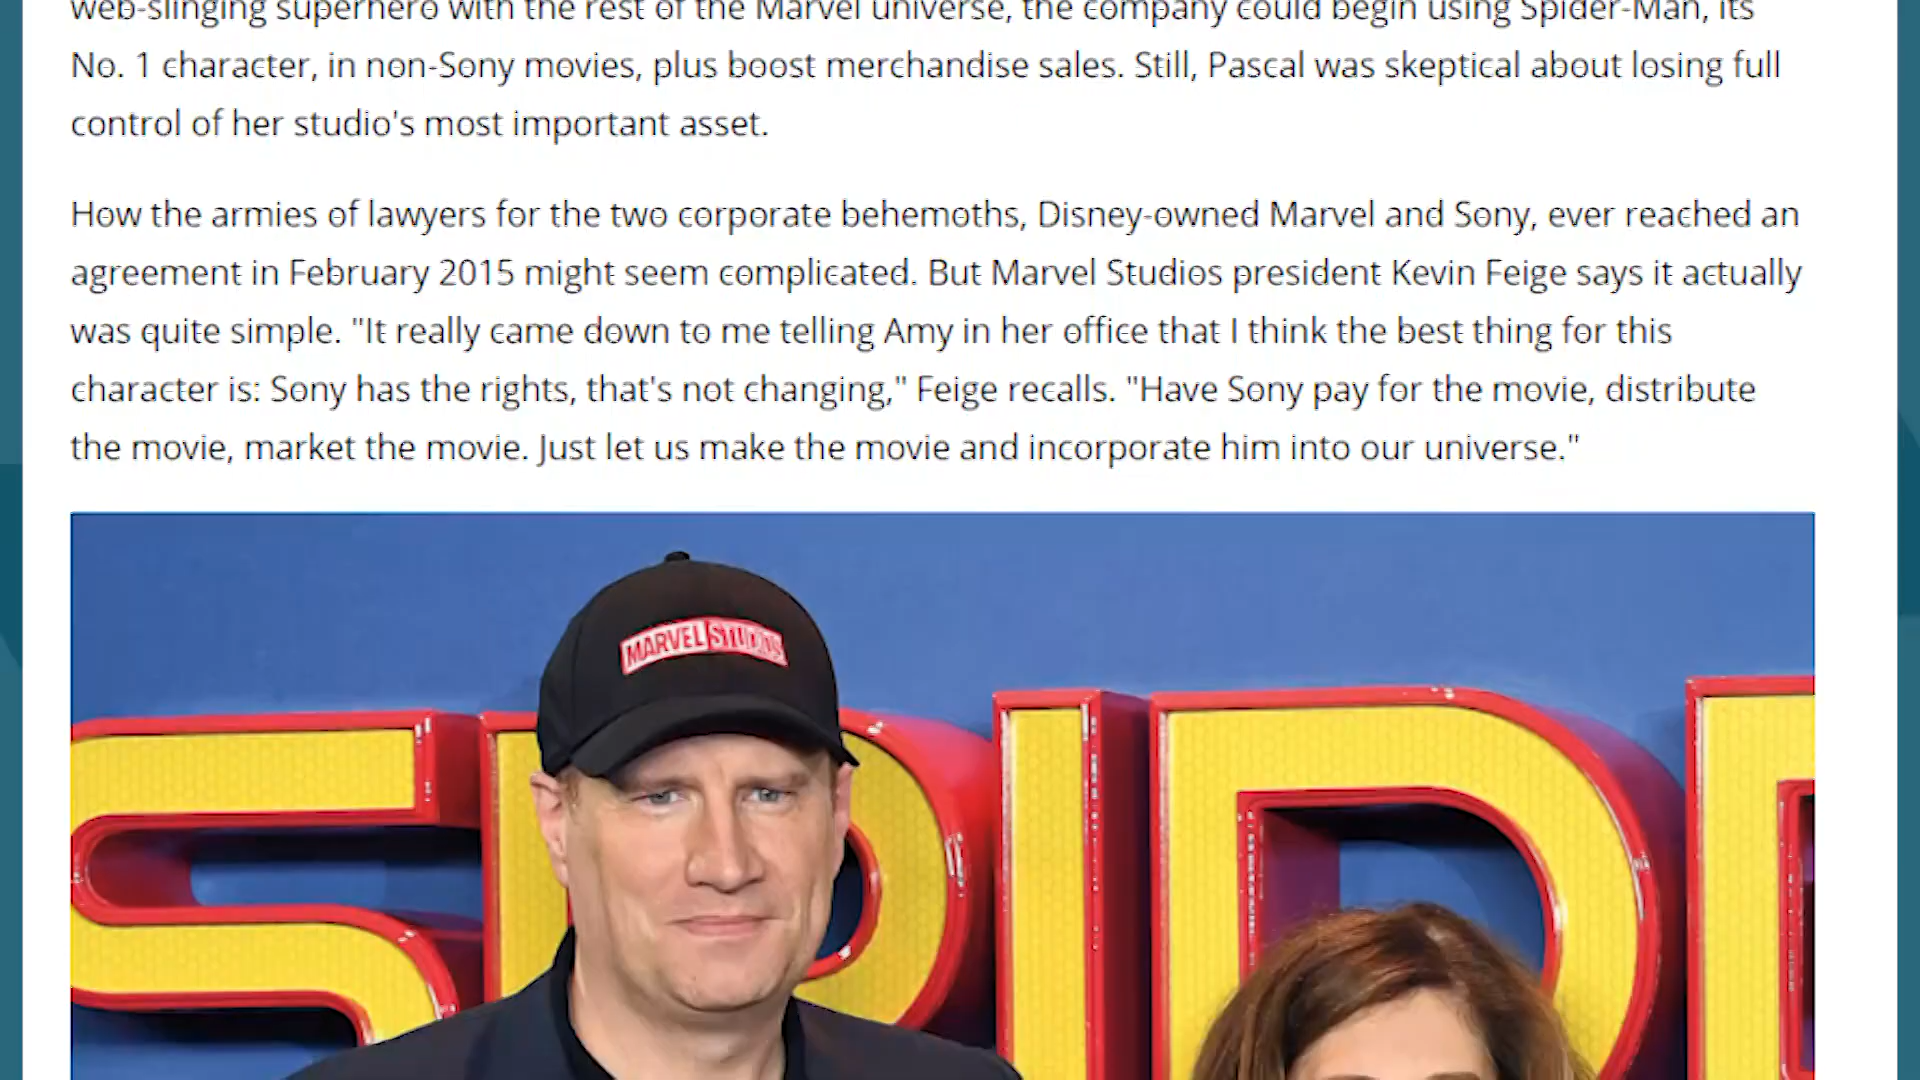 web-slinging superhero with the rest of the Marvel universe, the company could begin using Spider-Man, its
No. 1 character, in non-Sony movies, plus boost merchandise sales. Still, Pascal was skeptical about losing full
control of her studio's most important asset.
How the armies of lawyers for the two corporate behemoths, Disney-owned Marvel and Sony, ever reached an
agreement in February 2015 might seem complicated. But Marvel Studios president Kevin Feige says it actually
was quite simple. "It really came down to me telling Amy in her office that I think the best thing for this
character is: Sony has the rights, that's not changing," Feige recalls. "Have Sony pay for the movie, distribute
the movie, market the movie. Just let us make the movie and incorporate him into our universe."
MARVEL STUDIOS
SPIDE